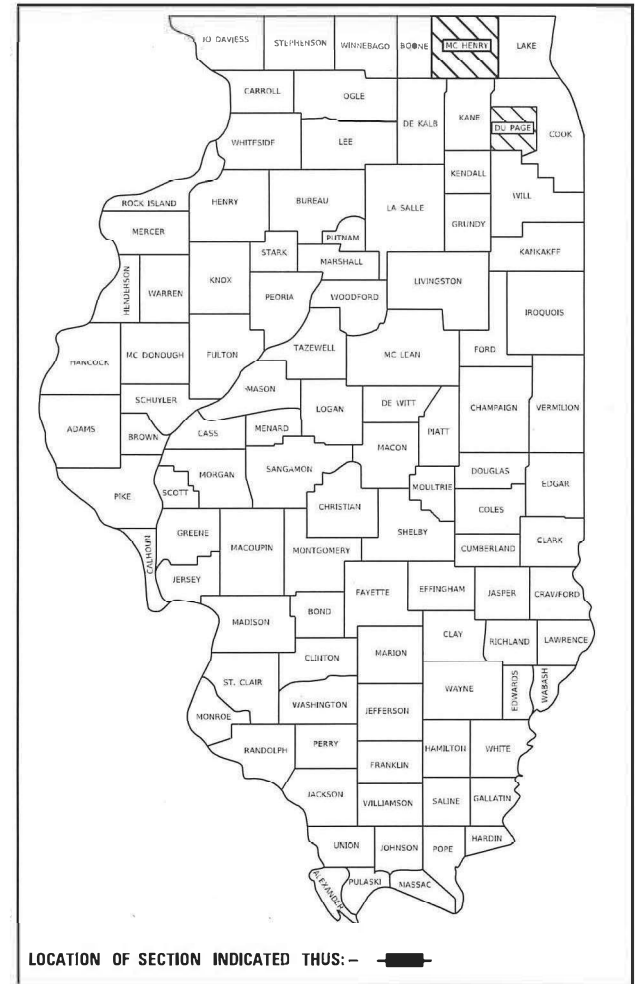 JO DAVIESS STEPHENSON WINNEBAGO BOONE MC HENRY LAKE
CARROLL OGLE DE KALB KANE DU PAGE COOK
WHITESIDE LEE
KENDALL WILL
ROCK ISLAND HENRY BUREAU LA SALLE GRUNDY
MERCER PUTNAM
STARK MARSHALL KANKAKEE
HENDERSON WARREN KNOX PEORIA WOODFORD LIVINGSTON IROQUOIS
HANCOCK MC DONOUGH FULTON TAZEWELL MC LEAN FORD
SCHUYLER MASON
ADAMS BROWN CASS MENARD LOGAN DE WITT PIATT CHAMPAIGN VERMILION
MACON
PIKE SCOTT MORGAN SANGAMON MOULTRIE DOUGLAS EDGAR
CHRISTIAN COLES
CALHOUN GREENE MACOUPIN MONTGOMERY SHELBY CUMBERLAND CLARK
JERSEY
MADISON BOND FAYETTE EFFINGHAM JASPER CRAWFORD
CLINTON MARION CLAY RICHLAND LAWRENCE
ST. CLAIR WASHINGTON JEFFERSON WAYNE EDWARDS WABASH
MONROE
RANDOLPH PERRY FRANKLIN HAMILTON WHITE
JACKSON WILLIAMSON SALINE GALLATIN
UNION JOHNSON POPE HARDIN
ALEXANDER PULASKI MASSAC
LOCATION OF SECTION INDICATED THUS:-